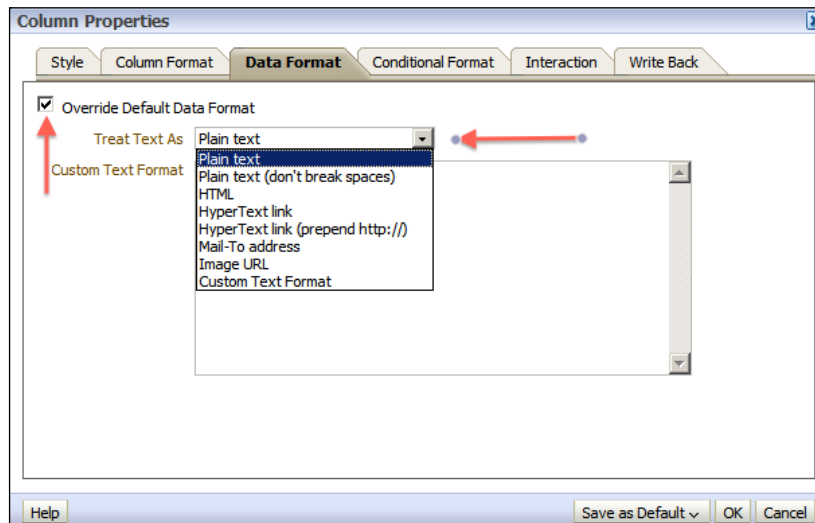 Column Properties
Style Column Format Data Format Conditional Format Interaction Write Back
Override Default Data Format
Treat Text As Plain text
Custom Text Format
Plain text
Plain text (don't break spaces)
HTML
HyperText link
HyperText link (prepend http://)
Mail-To address
Image URL
Custom Text Format
Help Save as Default OK Cancel